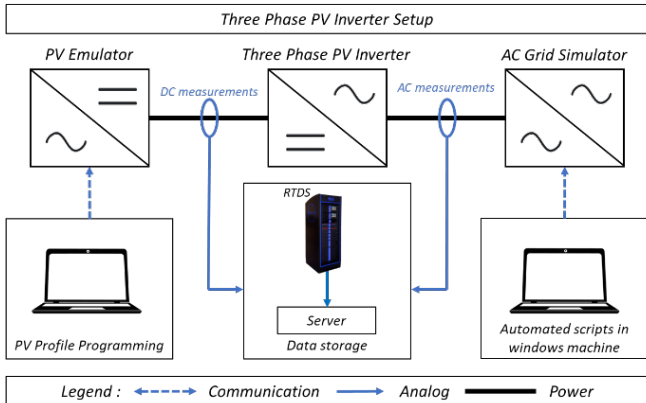 Three Phase PV Inverter Setup
PV Emulator
Three Phase PV Inverter
AC Grid Simulator
DC measurements
AC measurements
RTDS
Server
Data storage
PV Profile Programming
Automated scripts in
windows machine
Legend : Communication Analog Power